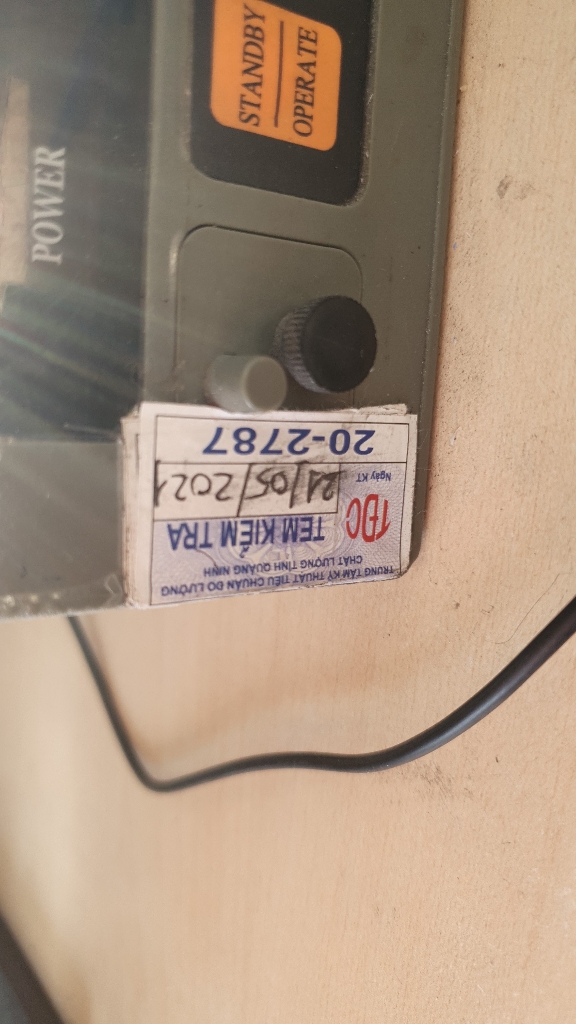 STANDBY
OPERATE
POWER
TRUNG TÂM KỸ THUẬT TIÊU CHUẨN ĐO LƯỜNG
CHẤT LƯỢNG TỈNH QUẢNG NINH
TĐC
TEM KIỂM TRA
Ngày KT
21/05/2021
20-2787